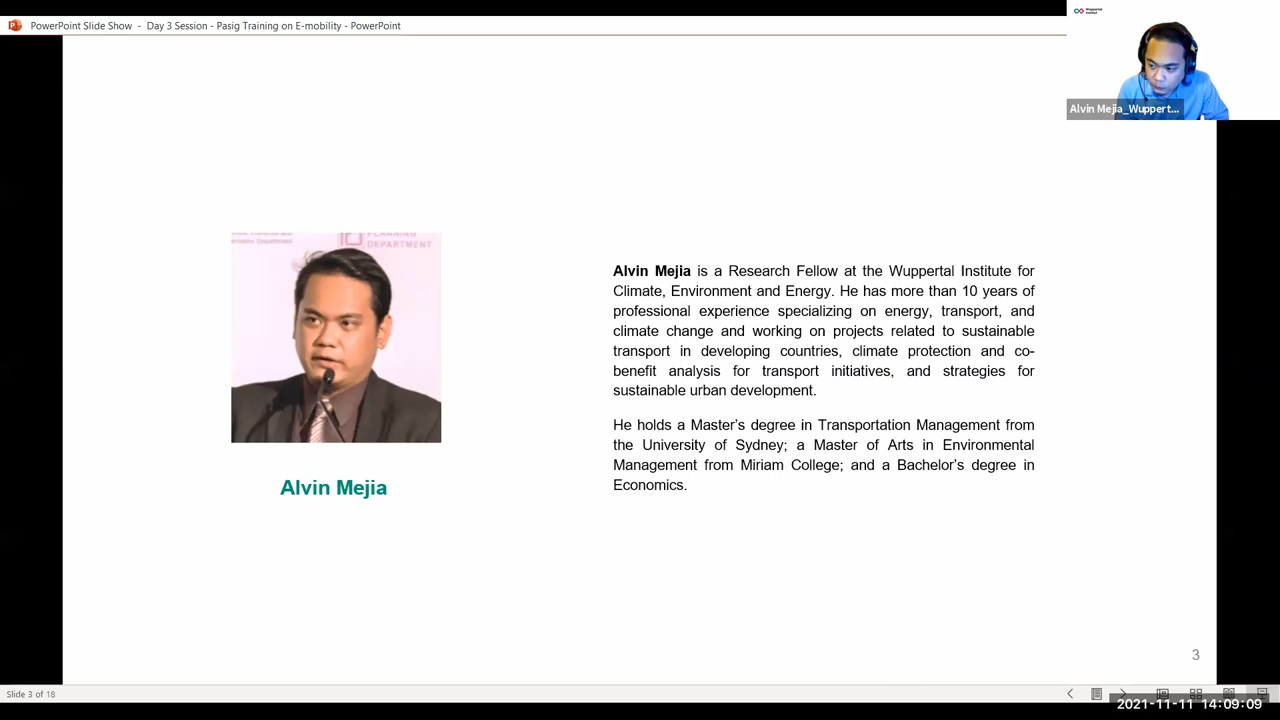 PowerPoint Slide Show - Day 3 Session - Pasig Training on E-mobility - PowerPoint
Wuppertal
Institut
Alvin Mejia_Wuppert...
PLANNING
DEPARTMENT
Alvin Mejia is a Research Fellow at the Wuppertal Institute for
Climate, Environment and Energy. He has more than 10 years of
professional experience specializing on energy, transport, and
climate change and working on projects related to sustainable
transport in developing countries, climate protection and co-
benefit analysis for transport initiatives, and strategies for
sustainable urban development.
He holds a Master's degree in Transportation Management from
the University of Sydney; a Master of Arts in Environmental
Management from Miriam College; and a Bachelor's degree in
Economics.
Alvin Mejia
3
Slide 3 of 18
2021-11-11 14:09:09